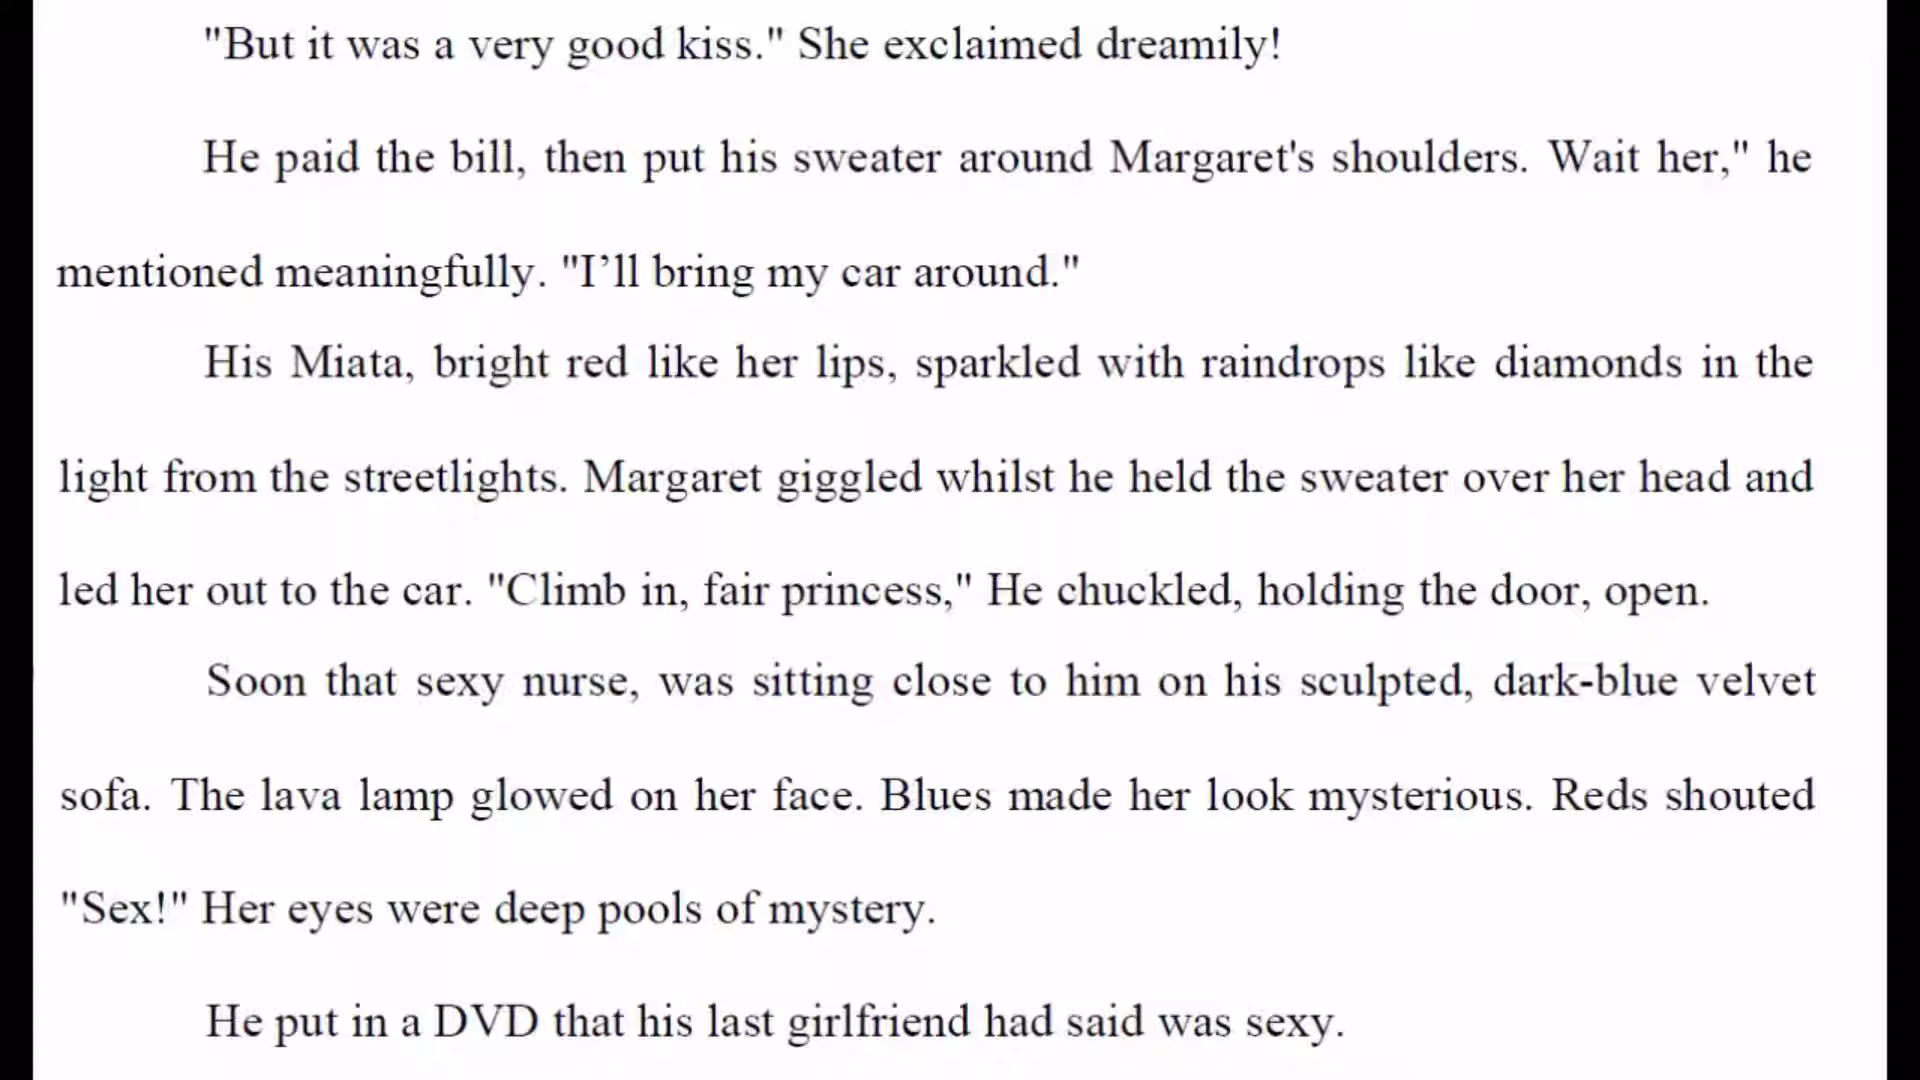 "But it was a very good kiss." She exclaimed dreamily!
He paid the bill, then put his sweater around Margaret's shoulders. Wait her," he
mentioned meaningfully. "I’ll bring my car around."
His Miata, bright red like her lips, sparkled with raindrops like diamonds in the
light from the streetlights. Margaret giggled whilst he held the sweater over her head and
led her out to the car. "Climb in, fair princess," He chuckled, holding the door, open.
Soon that sexy nurse, was sitting close to him on his sculpted, dark-blue velvet
sofa. The lava lamp glowed on her face. Blues made her look mysterious. Reds shouted
"Sex!" Her eyes were deep pools of mystery.
He put in a DVD that his last girlfriend had said was sexy.